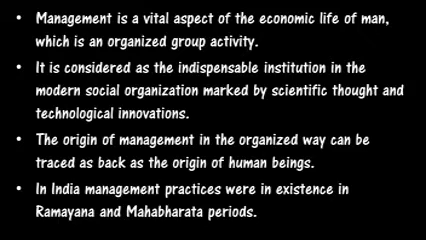 • Management is a vital aspect of the economic life of man,
which is an organized group activity.
• It is considered as the indispensable institution in the
modern social organization marked by scientific thought and
technological innovations.
• The origin of management in the organized way can be
traced as back as the origin of human beings.
• In India management practices were in existence in
Ramayana and Mahabharata periods.